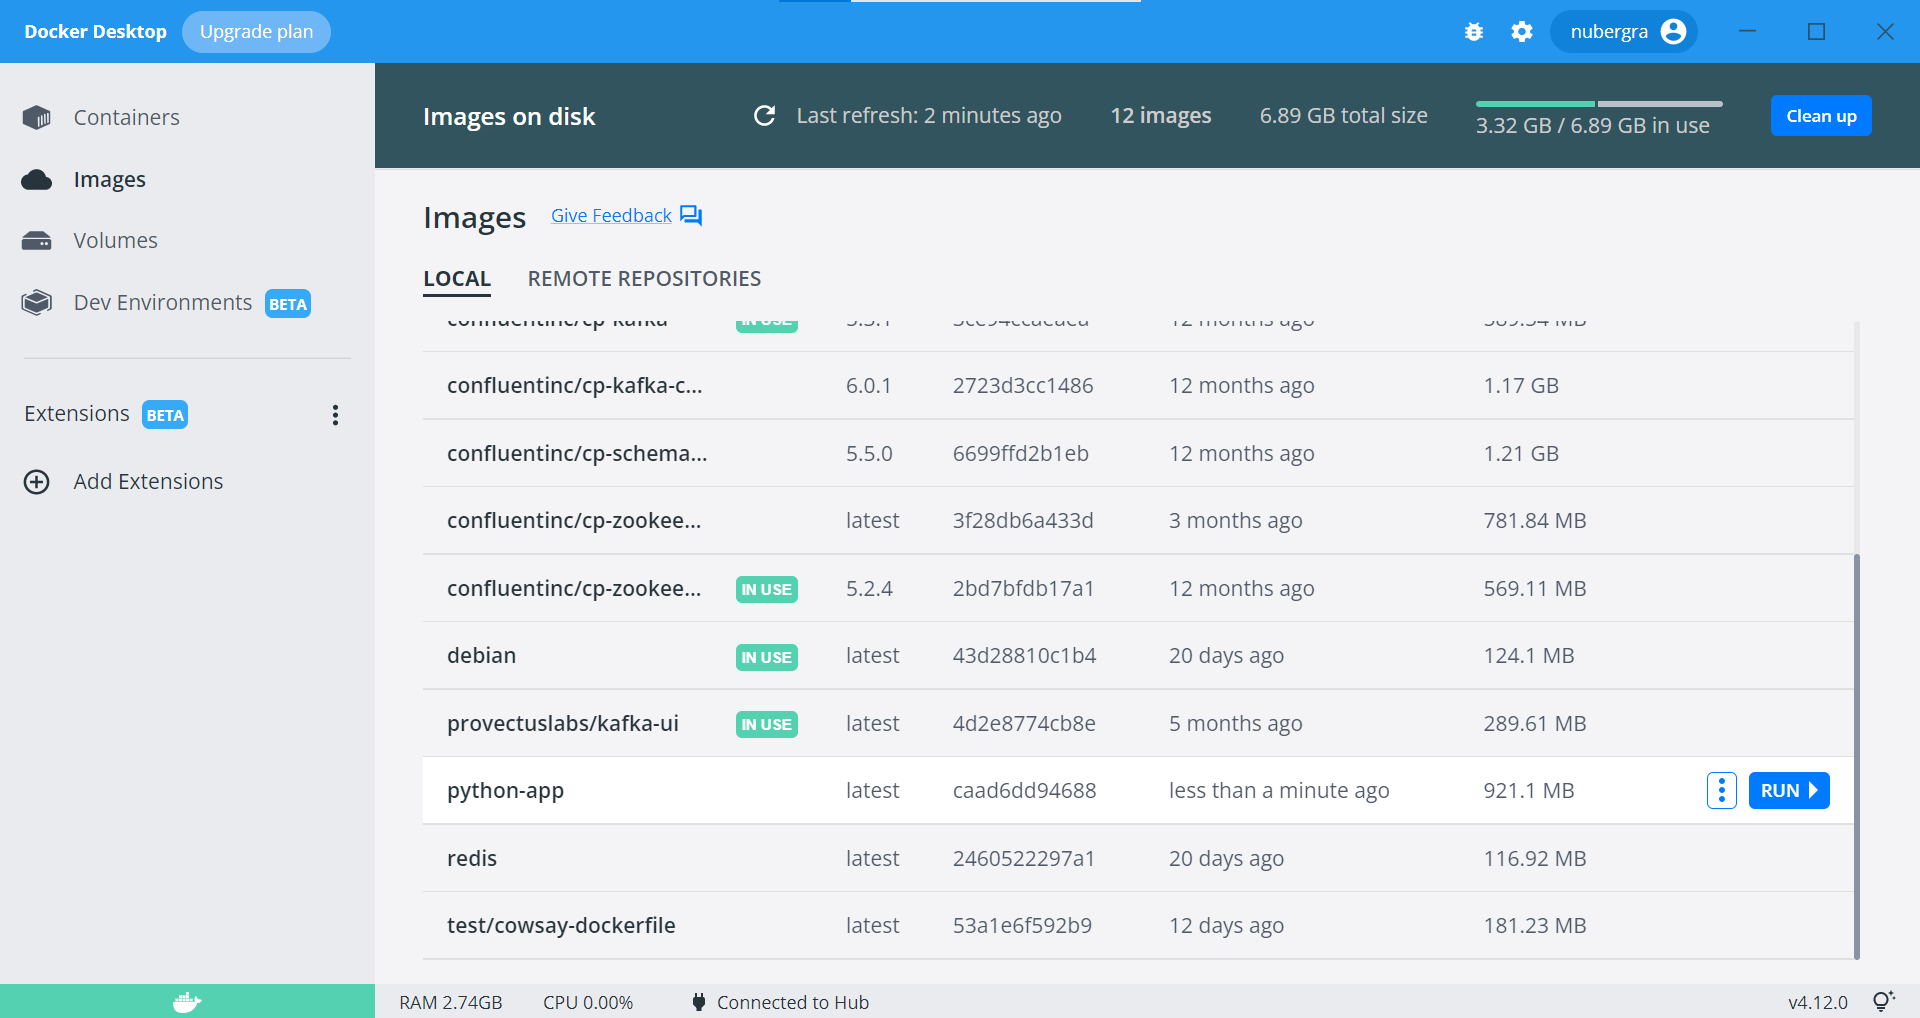 Docker Desktop Upgrade plan nubergra
Containers
Images
Volumes
Dev Environments BETA
Extensions BETA
Add Extensions
Images on disk Last refresh: 2 minutes ago 12 images 6.89 GB total size 3.32 GB / 6.89 GB in use Clean up
Images Give Feedback
LOCAL REMOTE REPOSITORIES
confluentinc/cp-kafka IN USE 12 months ago
confluentinc/cp-kafka-c... 6.0.1 2723d3cc1486 12 months ago 1.17 GB
confluentinc/cp-schema... 5.5.0 6699ffd2b1eb 12 months ago 1.21 GB
confluentinc/cp-zookee... latest 3f28db6a433d 3 months ago 781.84 MB
confluentinc/cp-zookee... IN USE 5.2.4 2bd7bfdb17a1 12 months ago 569.11 MB
debian IN USE latest 43d28810c1b4 20 days ago 124.1 MB
provectuslabs/kafka-ui IN USE latest 4d2e8774cb8e 5 months ago 289.61 MB
python-app latest caad6dd94688 less than a minute ago 921.1 MB RUN
redis latest 2460522297a1 20 days ago 116.92 MB
test/cowsay-dockerfile latest 53a1e6f592b9 12 days ago 181.23 MB
RAM 2.74GB CPU 0.00% Connected to Hub v4.12.0